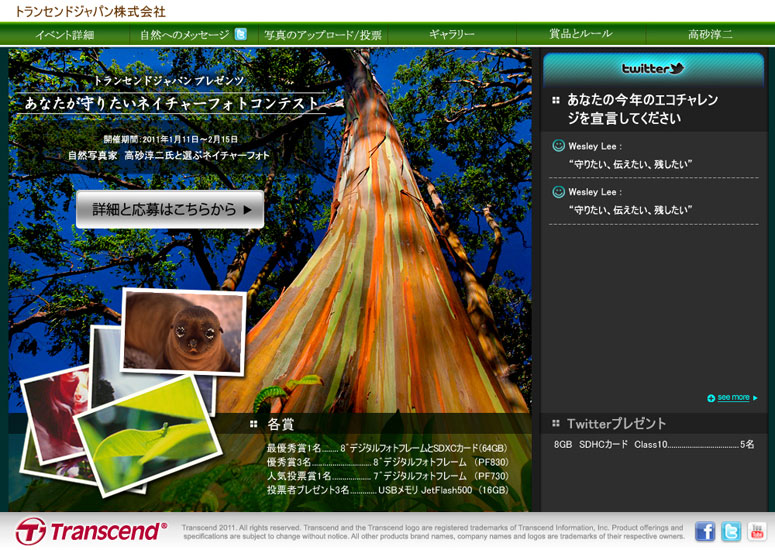 トランセンドジャパン株式会社
イベント詳細
自然へのメッセージ
写真のアップロード/投票
ギャラリー
賞品とルール
高砂淳二
トランセンドジャパン プレゼンツ
あなたが守りたいネイチャーフォトコンテスト
開催期間：2011年1月11日～2月15日
自然写真家 高砂淳二氏と選ぶネイチャーフォト
詳細と応募はこちらから
各賞
最優秀賞1名........ 8"デジタルフォトフレームとSDXCカード(64GB)
優秀賞3名............................ 8"デジタルフォトフレーム (PF830)
人気投票賞1名.................... 7"デジタルフォトフレーム (PF730)
投票者プレゼント3名............. USBメモリ JetFlash500 (16GB)
twitter
あなたの今年のエコチャレン
ジを宣言してください
Wesley Lee :
“守りたい、伝えたい、残したい”
Wesley Lee :
“守りたい、伝えたい、残したい”
see more
Twitterプレゼント
8GB SDHCカード Class10..................................5名
Transcend®
Transcend 2011. All rights reserved. Transcend and the Transcend logo are registered trademarks of Transcend Information, Inc. Product offerings and
specifications are subject to change without notice. All other products brand names, company names and logos are trademarks of their respective owners.
You Tube